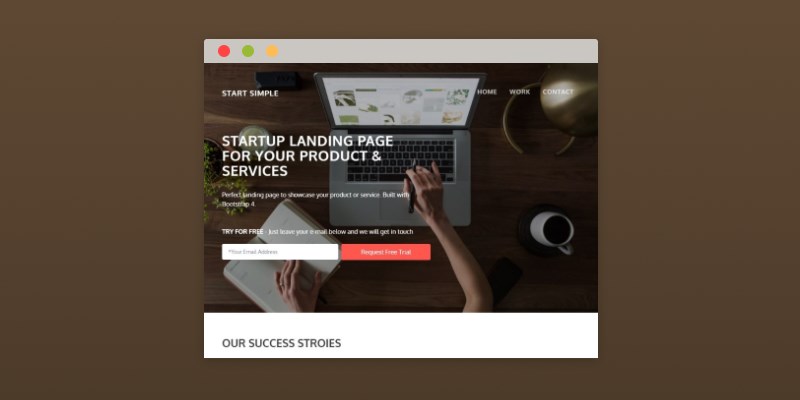 START SIMPLE
HOME WORK CONTACT
STARTUP LANDING PAGE
FOR YOUR PRODUCT &
SERVICES
Perfect landing page to showcase your product or service. Built with
Bootstrap 4.
TRY FOR FREE - Just leave your e:mail below and we will get in touch
*Your Email Address
Request Free Trial
OUR SUCCESS STROIES